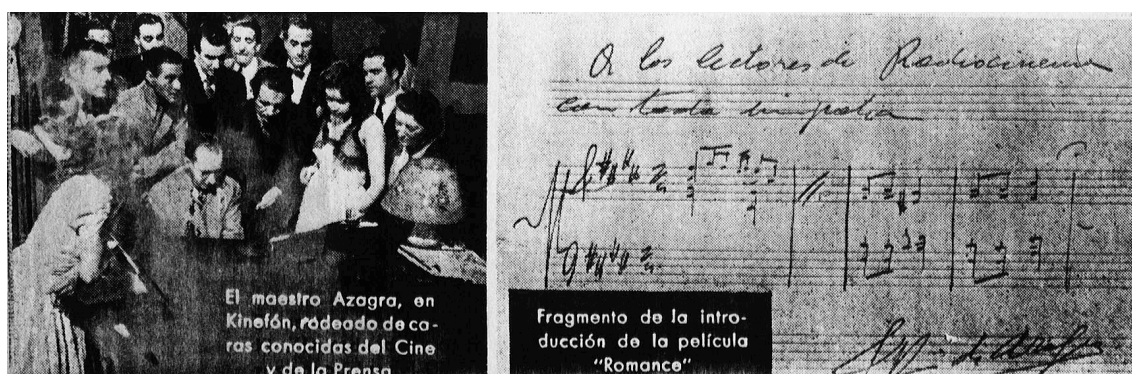 El maestro Azagra, en
Kinefón, rodeado de ca-
ras conocidas del Cine
y de la Prensa
A los lectores de Radiocinema
con toda simpatía
Fragmento de la intro-
ducción de la película
"Romance"